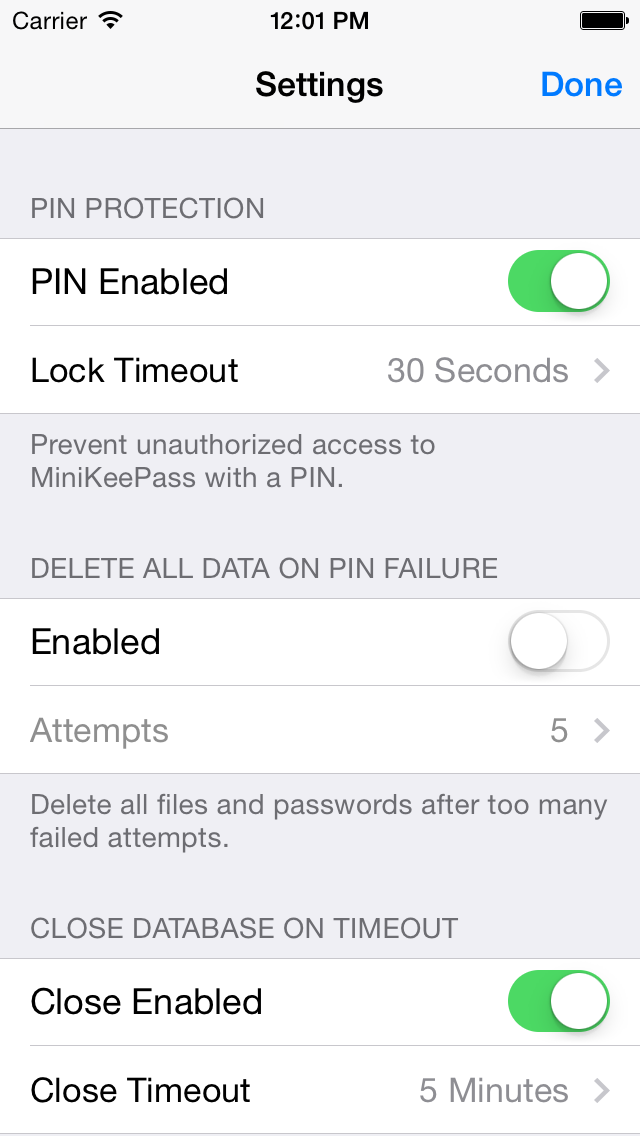 Carrier 12:01 PM
Settings Done
PIN PROTECTION
PIN Enabled
Lock Timeout 30 Seconds
Prevent unauthorized access to
MiniKeePass with a PIN.
DELETE ALL DATA ON PIN FAILURE
Enabled
Attempts 5
Delete all files and passwords after too many
failed attempts.
CLOSE DATABASE ON TIMEOUT
Close Enabled
Close Timeout 5 Minutes